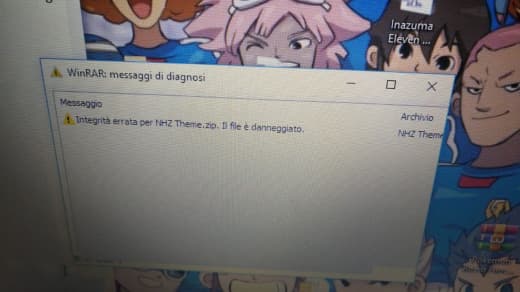 Inazuma
Eleven ...
WinRAR: messaggi di diagnosi
Messaggio
Archivio
Integrità errata per NHZ Theme.zip. Il file è danneggiato.
NHZ Theme